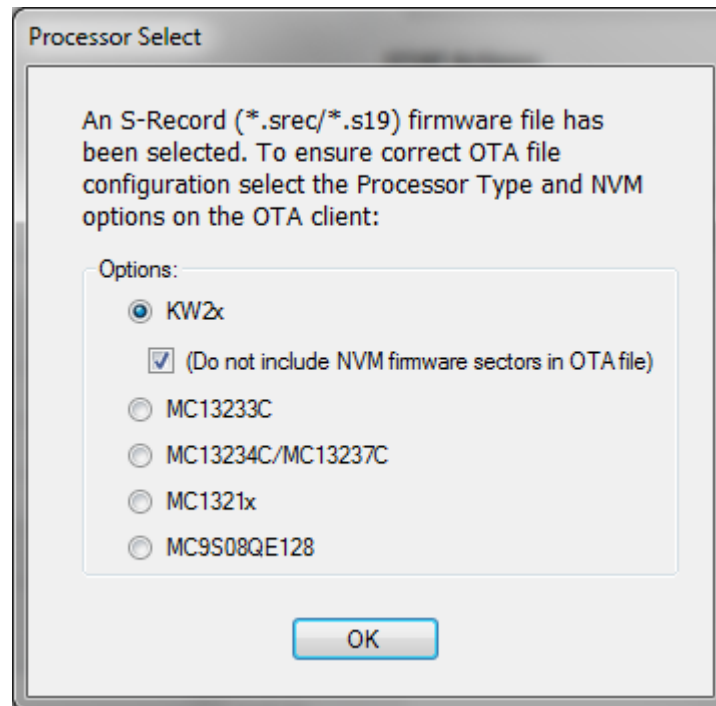 Processor Select
An S-Record (*.srec/*.s19) firmware file has
been selected. To ensure correct OTA file
configuration select the Processor Type and NVM
options on the OTA client:
Options:
KW2x
(Do not include NVM firmware sectors in OTA file)
MC13233C
MC13234C/MC13237C
MC1321x
MC9S08QE128
OK